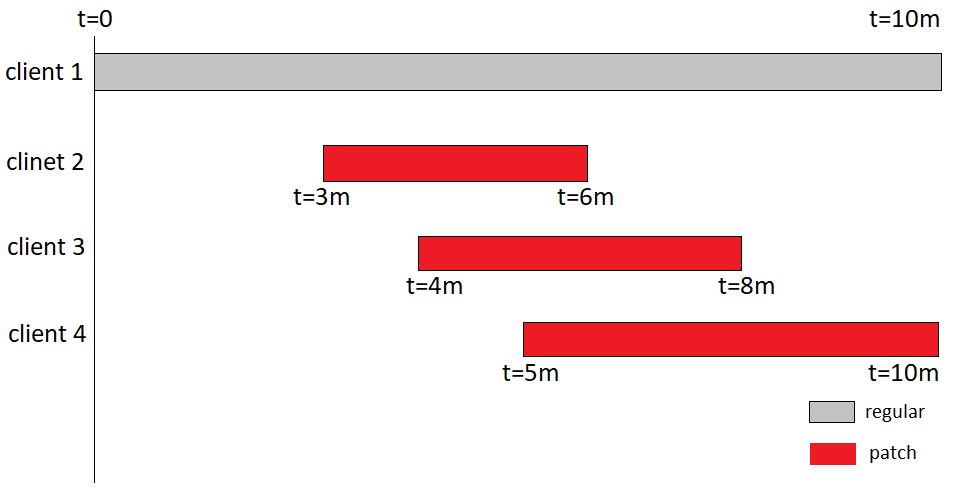 t=0
t=10m
client 1
clinet 2
t=3m
t=6m
client 3
t=4m
t=8m
client 4
t=5m
t=10m
regular
patch